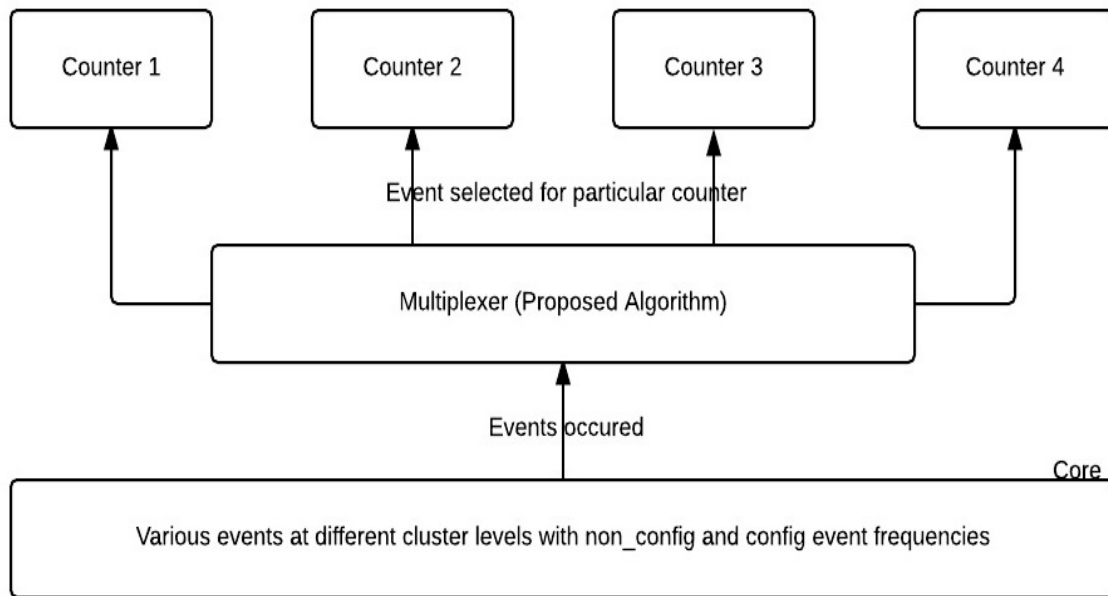 Counter 1
Counter 2
Counter 3
Counter 4
Event selected for particular counter
Multiplexer (Proposed Algorithm)
Events occured
Core
Various events at different cluster levels with non_config and config event frequencies